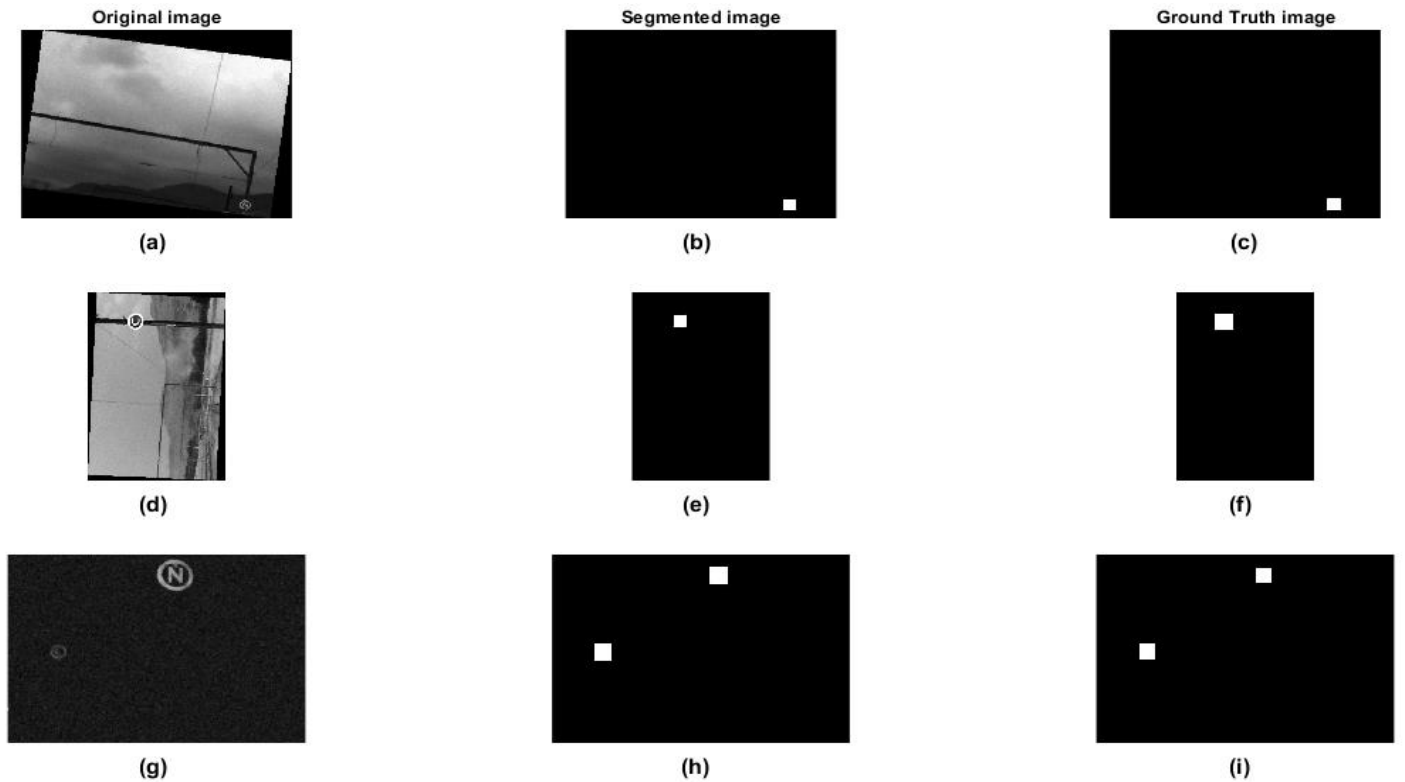 Original image
Segmented image
Ground Truth image
(a)
(b)
(c)
(d)
(e)
(f)
N
(g)
(h)
(i)